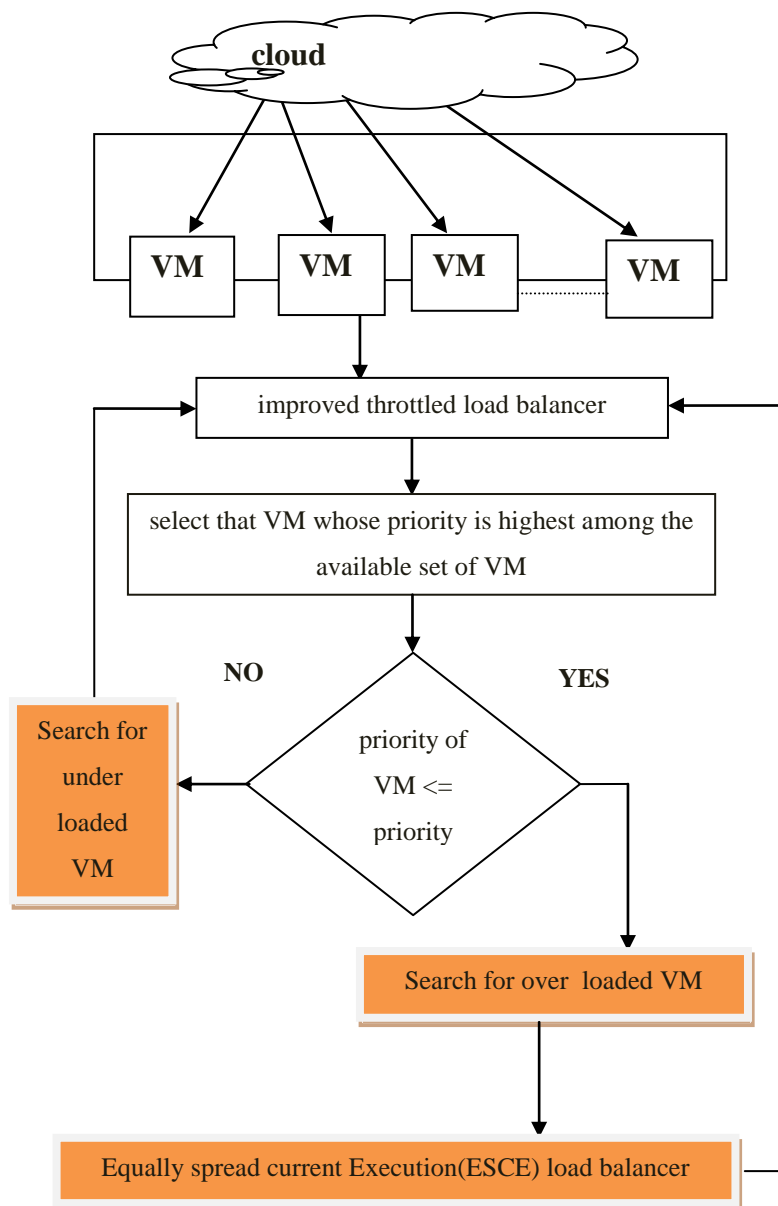 cloud
VM
VM
VM
VM
improved throttled load balancer
select that VM whose priority is highest among the
available set of VM
NO
YES
Search for
under
loaded
VM
priority of
VM <=
priority
Search for over loaded VM
Equally spread current Execution(ESCE) load balancer